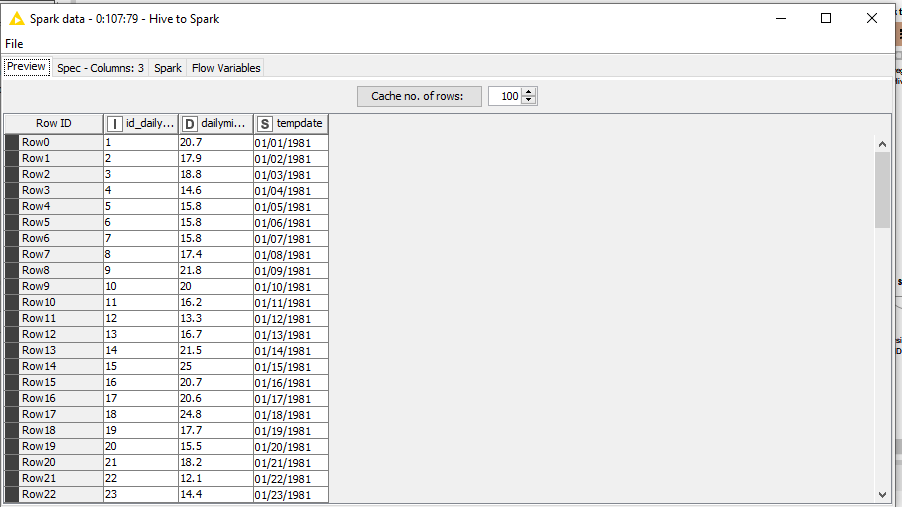 Spark data - 0:107:79 - Hive to Spark
File
Preview Spec - Columns: 3 Spark Flow Variables
Cache no. of rows: 100
Row ID I id_daily... D dailymi... S tempdate
Row0 1 20.7 01/01/1981
Row1 2 17.9 01/02/1981
Row2 3 18.8 01/03/1981
Row3 4 14.6 01/04/1981
Row4 5 15.8 01/05/1981
Row5 6 15.8 01/06/1981
Row6 7 15.8 01/07/1981
Row7 8 17.4 01/08/1981
Row8 9 21.8 01/09/1981
Row9 10 20 01/10/1981
Row10 11 16.2 01/11/1981
Row11 12 13.3 01/12/1981
Row12 13 16.7 01/13/1981
Row13 14 21.5 01/14/1981
Row14 15 25 01/15/1981
Row15 16 20.7 01/16/1981
Row16 17 20.6 01/17/1981
Row17 18 24.8 01/18/1981
Row18 19 17.7 01/19/1981
Row19 20 15.5 01/20/1981
Row20 21 18.2 01/21/1981
Row21 22 12.1 01/22/1981
Row22 23 14.4 01/23/1981